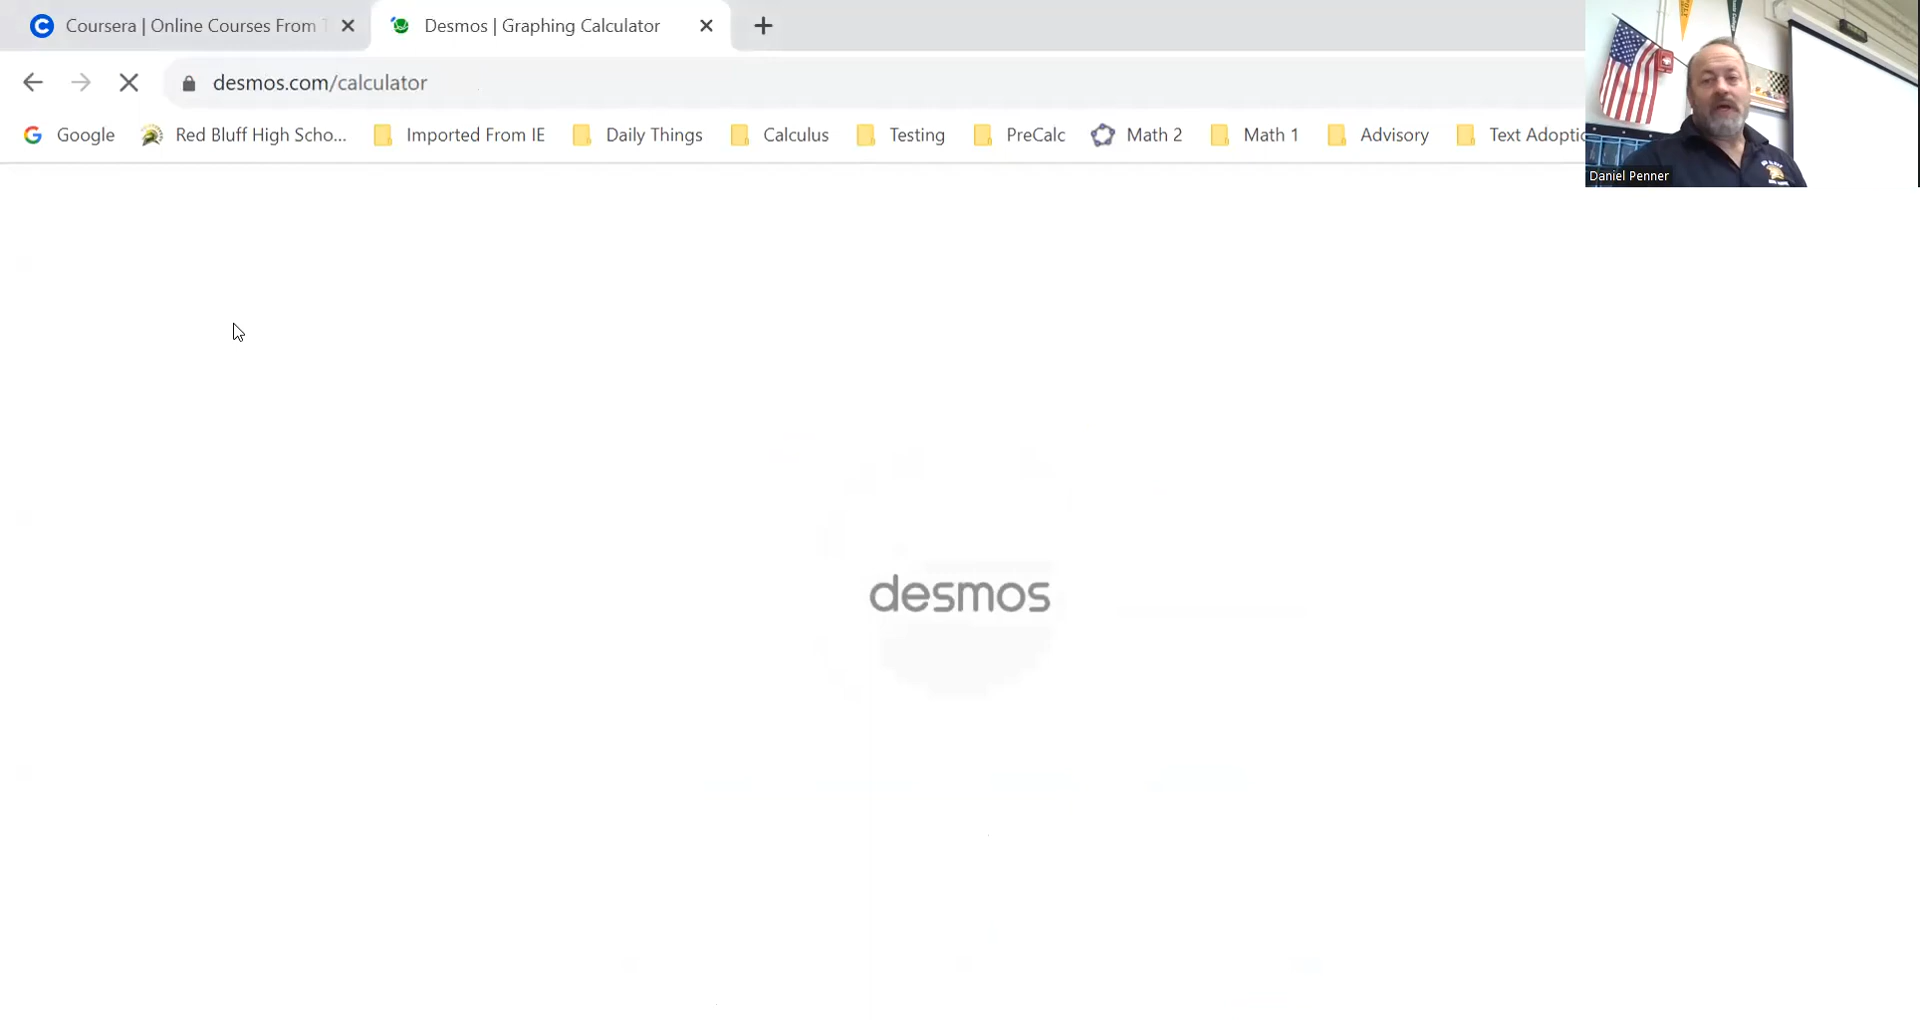 Coursera | Online Courses From T
Desmos | Graphing Calculator
desmos.com/calculator
Google
Red Bluff High Scho...
Imported From IE
Daily Things
Calculus
Testing
PreCalc
Math 2
Math 1
Advisory
Text Adoptio
Daniel Penner
desmos